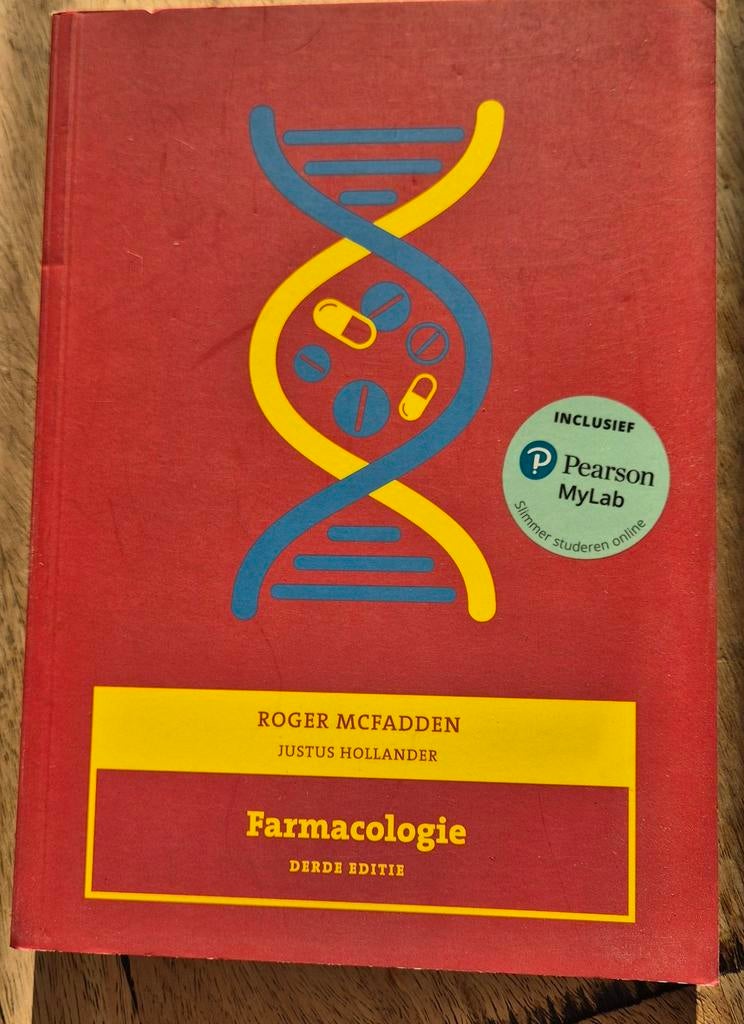 INCLUSIEF
Pearson
MyLab
Slimmer studeren online
ROGER MCFADDEN
JUSTUS HOLLANDER
Farmacologie
DERDE EDITIE